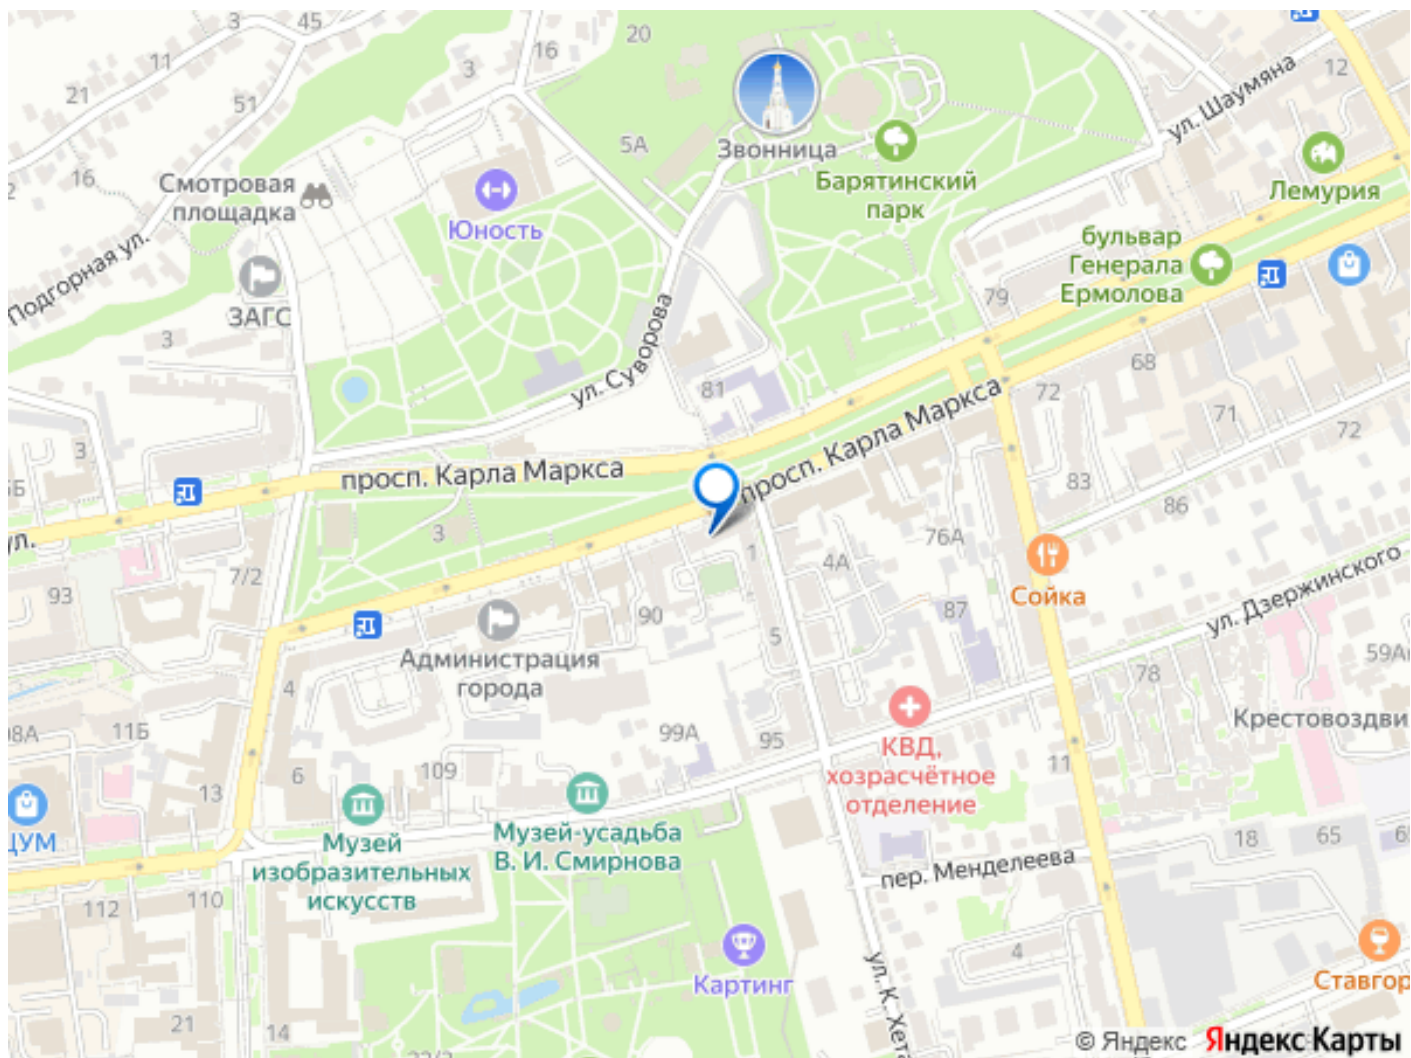 3
45
11
16
20
3
12
21
51
ул. Шаумяна
5А
Звонница
16
Смотровая
площадка
Барятинский
парк
Лемурия
Юность
бульвар
Генерала
Ермолова
Подгорная ул.
ЗАГС
79
3
ул. Суворова
68
81
72
71
72
просп. Карла Маркса
просп. Карла Маркса
3
83
86
3
76А
1
4А
7/2
93
Сойка
87
90
5
ул. Дзержинского
Администрация
города
59А
78
4
11Б
99А
95
Крестовоздви
КВД,
хозрасчётное
отделение
6
109
11
13
ЦУМ
Музей
изобразительных
искусств
Музей-усадьба
В. И. Смирнова
18
65
пер. Менделеева
112
110
Картинг
4
ул. К. Хета
Ставгор
21
14
© Яндекс Яндекс Карты